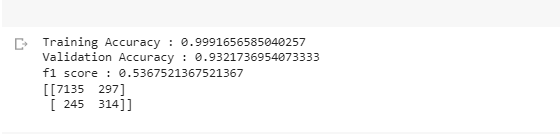 Training Accuracy : 0.9991656585040257
Validation Accuracy : 0.9321736954073333
f1 score : 0.5367521367521367
[[7135 297]
[ 245 314]]